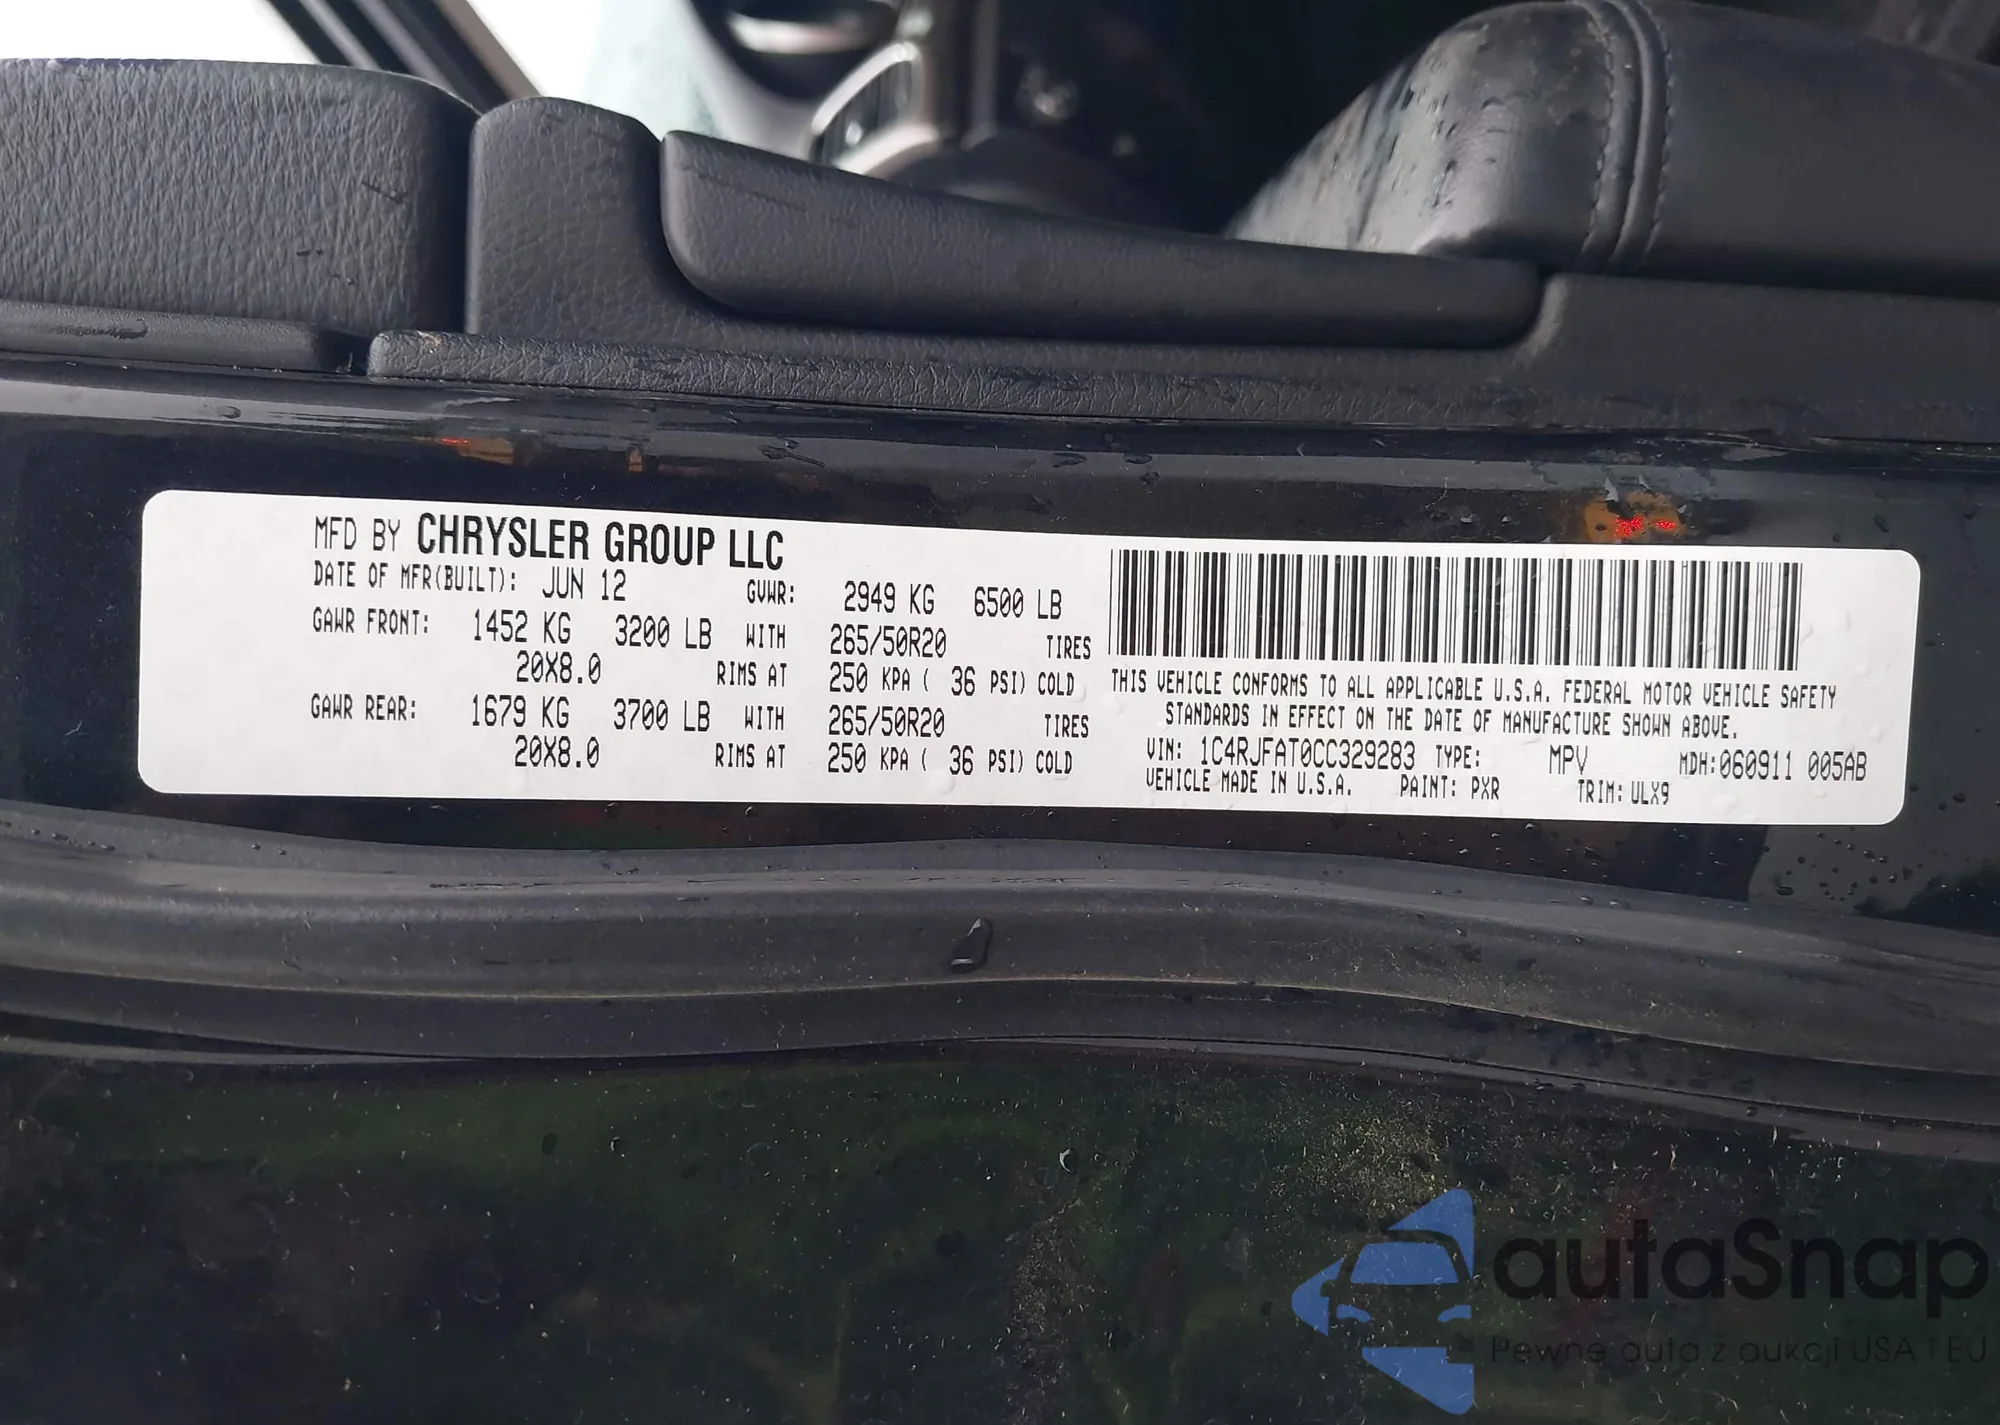 MFD BY CHRYSLER GROUP LLC
DATE OF MFR(BUILT): JUN 12 GVWR: 2949 KG 6500 LB
GAWR FRONT: 1452 KG 3200 LB WITH 265/50R20 TIRES
20X8.0 RIMS AT 250 KPA ( 36 PSI) COLD
GAWR REAR: 1679 KG 3700 LB WITH 265/50R20 TIRES
20X8.0 RIMS AT 250 KPA ( 36 PSI) COLD
THIS VEHICLE CONFORMS TO ALL APPLICABLE U.S.A. FEDERAL MOTOR VEHICLE SAFETY
STANDARDS IN EFFECT ON THE DATE OF MANUFACTURE SHOWN ABOVE.
VIN: 1C4RJFAT0CC329283 TYPE: MPV MDH:060911 005AB
VEHICLE MADE IN U.S.A. PAINT: PXR TRIM: ULX9
autaSnap
Pewne auta z aukcji USA i EU